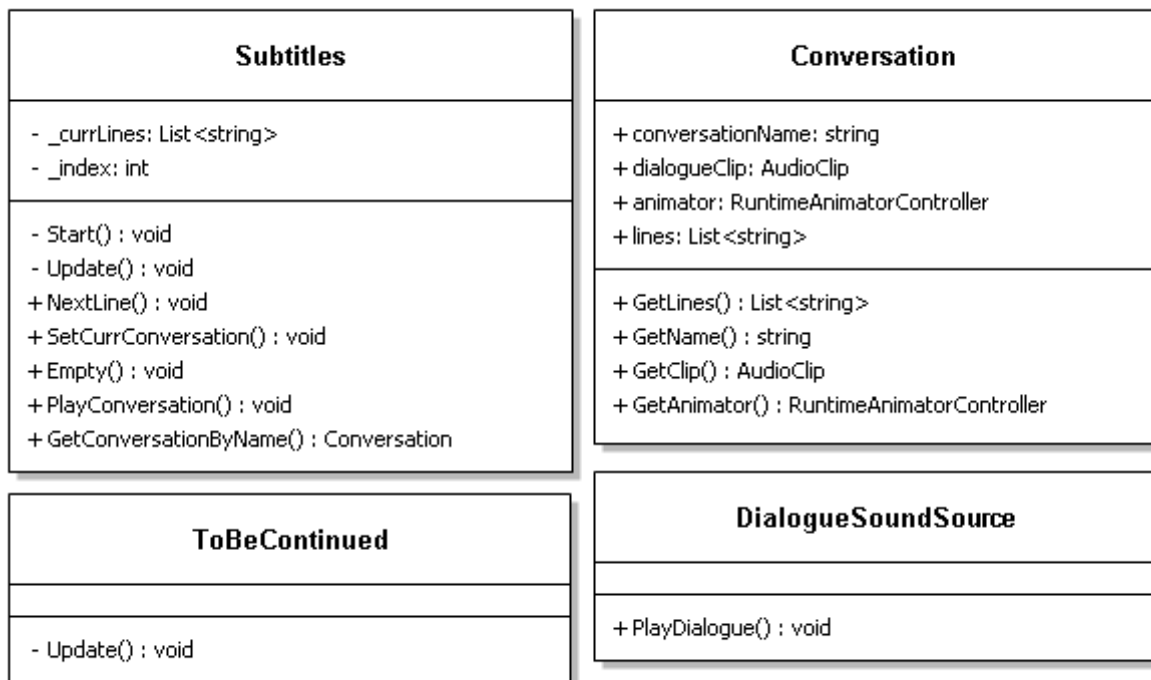 Subtitles
- _currLines: List<string>
- _index: int
- Start() : void
- Update() : void
+ NextLine() : void
+ SetCurrConversation() : void
+ Empty() : void
+ PlayConversation() : void
+ GetConversationByName() : Conversation
Conversation
+ conversationName: string
+ dialogueClip: AudioClip
+ animator: RuntimeAnimatorController
+ lines: List<string>
+ GetLines() : List<string>
+ GetName() : string
+ GetClip() : AudioClip
+ GetAnimator() : RuntimeAnimatorController
ToBeContinued
- Update() : void
DialogueSoundSource
+ PlayDialogue() : void